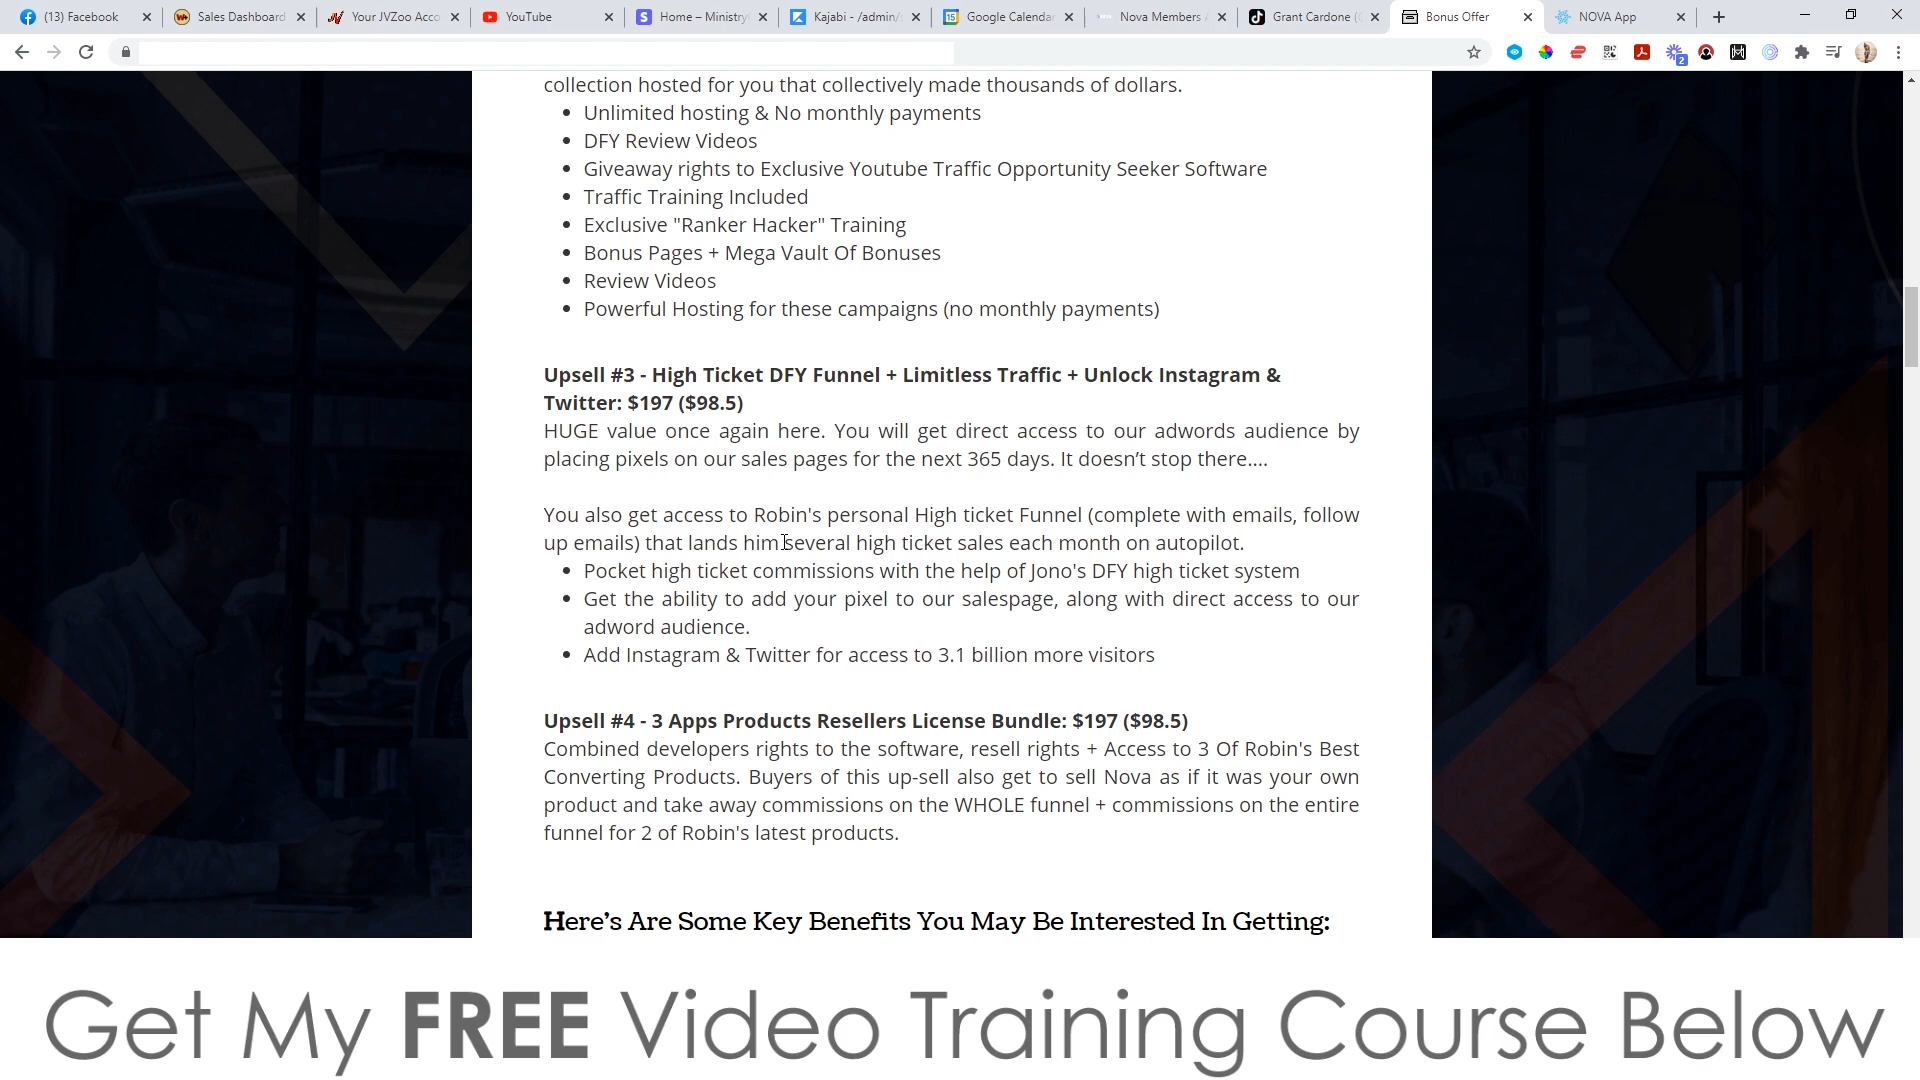 (13) Facebook
Sales Dashboard
Your JVZoo Acco
YouTube
Home – Ministry
Kajabi - /admin/
Google Calenda
Nova Members
Grant Cardone (
Bonus Offer
NOVA App
2
collection hosted for you that collectively made thousands of dollars.
Unlimited hosting & No monthly payments
DFY Review Videos
Giveaway rights to Exclusive Youtube Traffic Opportunity Seeker Software
Traffic Training Included
Exclusive "Ranker Hacker" Training
Bonus Pages + Mega Vault Of Bonuses
Review Videos
Powerful Hosting for these campaigns (no monthly payments)
Upsell #3 - High Ticket DFY Funnel + Limitless Traffic + Unlock Instagram &
Twitter: $197 ($98.5)
HUGE value once again here. You will get direct access to our adwords audience by
placing pixels on our sales pages for the next 365 days. It doesn’t stop there....
You also get access to Robin's personal High ticket Funnel (complete with emails, follow
up emails) that lands him several high ticket sales each month on autopilot.
Pocket high ticket commissions with the help of Jono's DFY high ticket system
Get the ability to add your pixel to our salespage, along with direct access to our
adword audience.
Add Instagram & Twitter for access to 3.1 billion more visitors
Upsell #4 - 3 Apps Products Resellers License Bundle: $197 ($98.5)
Combined developers rights to the software, resell rights + Access to 3 Of Robin's Best
Converting Products. Buyers of this up-sell also get to sell Nova as if it was your own
product and take away commissions on the WHOLE funnel + commissions on the entire
funnel for 2 of Robin's latest products.
Here’s Are Some Key Benefits You May Be Interested In Getting:
Get My FREE Video Training Course Below